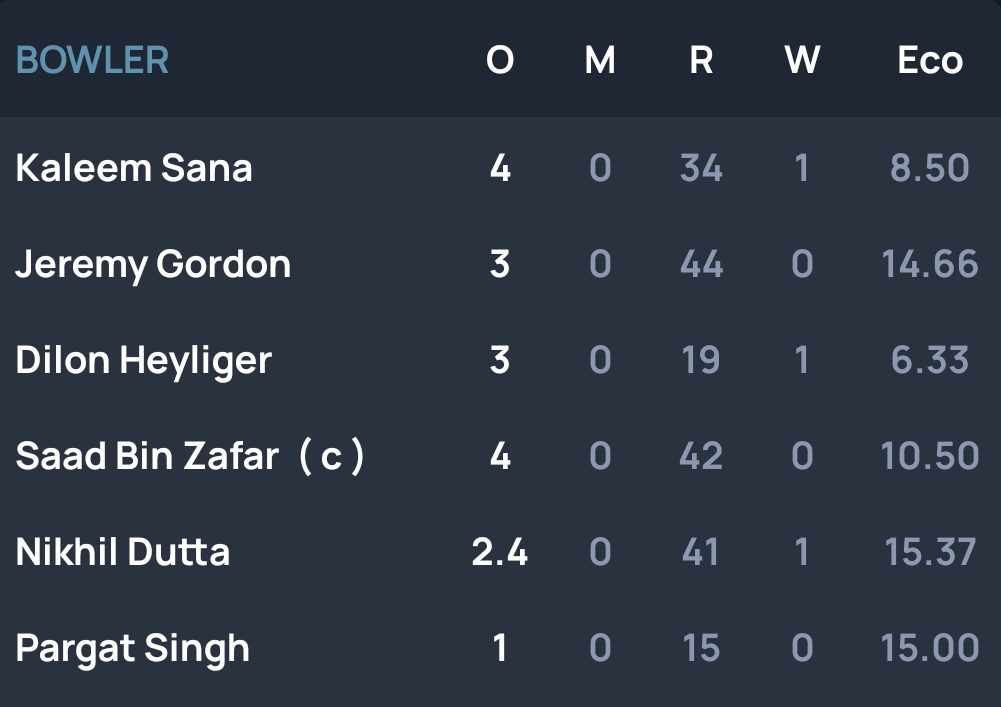 BOWLER O M R W Eco
Kaleem Sana 4 0 34 1 8.50
Jeremy Gordon 3 0 44 0 14.66
Dilon Heyliger 3 0 19 1 6.33
Saad Bin Zafar ( c ) 4 0 42 0 10.50
Nikhil Dutta 2.4 0 41 1 15.37
Pargat Singh 1 0 15 0 15.00